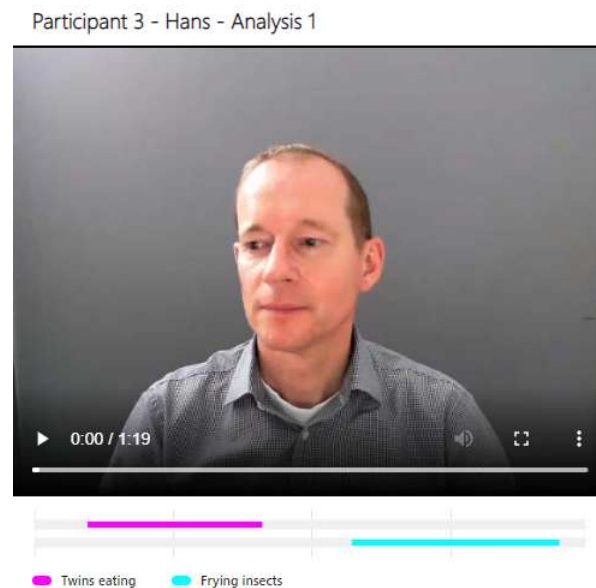 Participant 3 - Hans - Analysis 1
0:00 / 1:19
Twins eating Frying insects